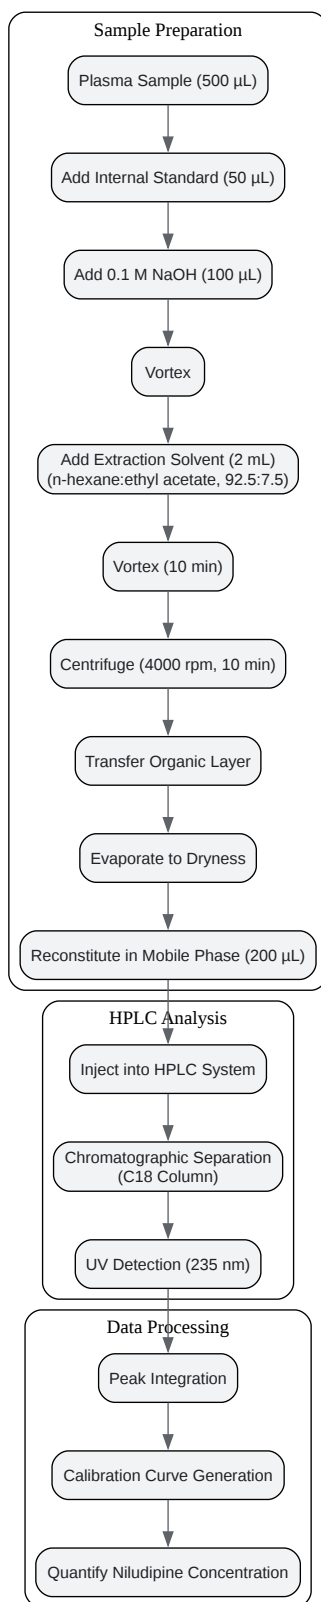 Sample Preparation
Plasma Sample (500 µL)
Add Internal Standard (50 µL)
Add 0.1 M NaOH (100 µL)
Vortex
Add Extraction Solvent (2 mL)
(n-hexane:ethyl acetate, 92.5:7.5)
Vortex (10 min)
Centrifuge (4000 rpm, 10 min)
Transfer Organic Layer
Evaporate to Dryness
Reconstitute in Mobile Phase (200 µL)
HPLC Analysis
Inject into HPLC System
Chromatographic Separation
(C18 Column)
UV Detection (235 nm)
Data Processing
Peak Integration
Calibration Curve Generation
Quantify Niludipine Concentration